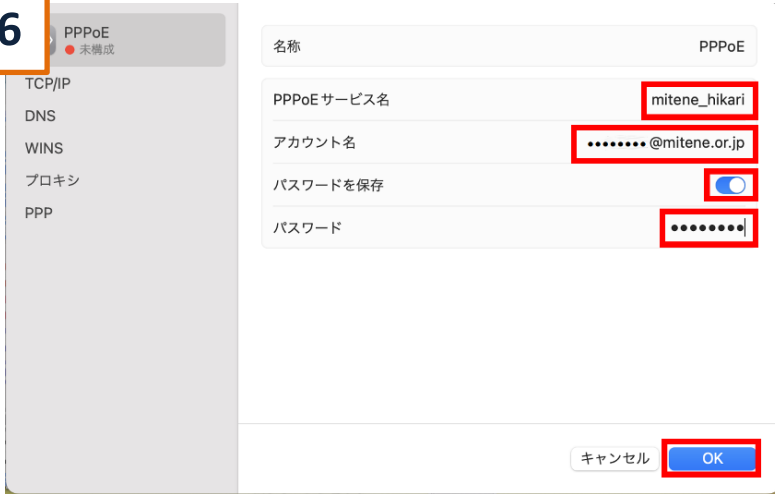 6
PPPoE
未構成
TCP/IP
DNS
WINS
プロキシ
PPP
名称 PPPoE
PPPoEサービス名 mitene_hikari
アカウント名 ••••••••@mitene.or.jp
パスワードを保存
パスワード ••••••••
キャンセル OK